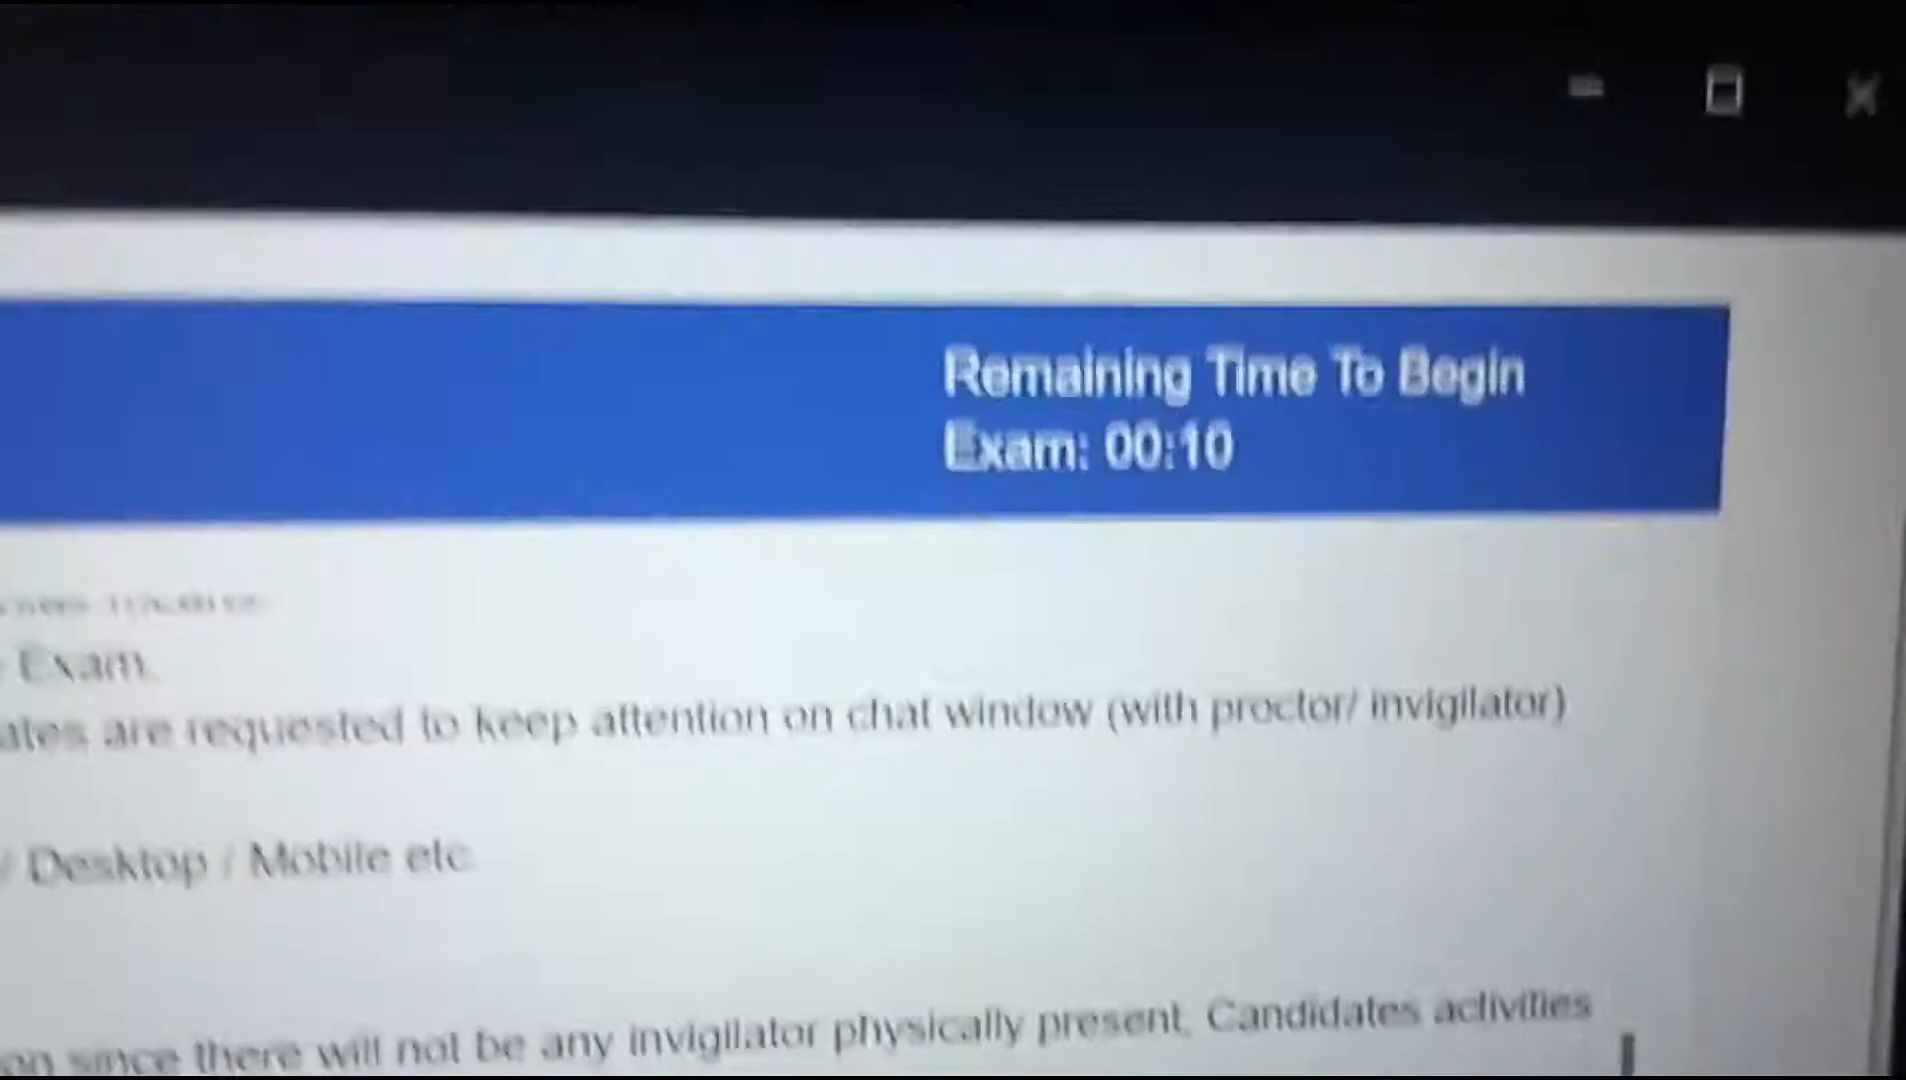 Remaining Time To Begin
Exam: 00:10
Exam.
ates are requested to keep attention on chat window (with proctor/ invigilator)
/ Desktop / Mobile etc
on since there will not be any invigilator physically present. Candidates activities